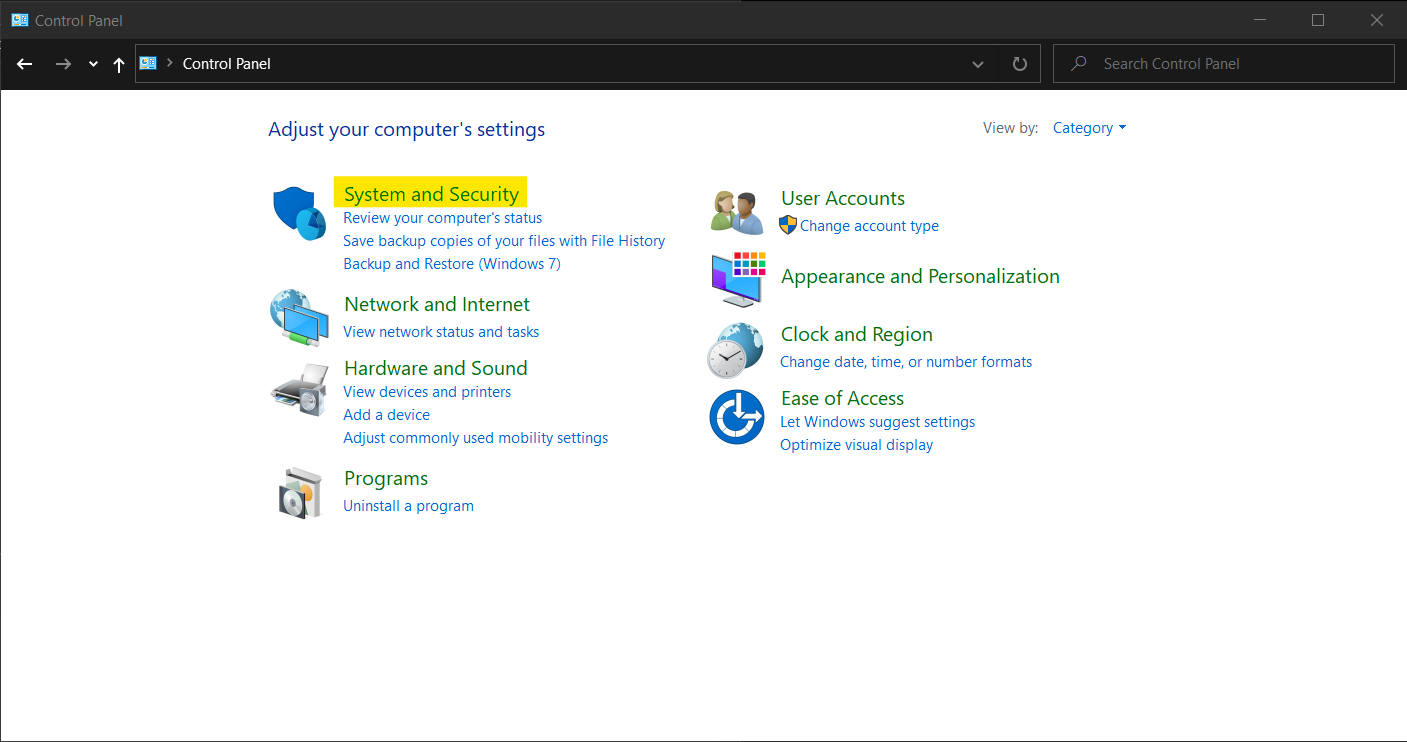 Control Panel
Control Panel
Search Control Panel
Adjust your computer's settings
View by: Category
System and Security
Review your computer's status
Save backup copies of your files with File History
Backup and Restore (Windows 7)
Network and Internet
View network status and tasks
Hardware and Sound
View devices and printers
Add a device
Adjust commonly used mobility settings
Programs
Uninstall a program
User Accounts
Change account type
Appearance and Personalization
Clock and Region
Change date, time, or number formats
Ease of Access
Let Windows suggest settings
Optimize visual display